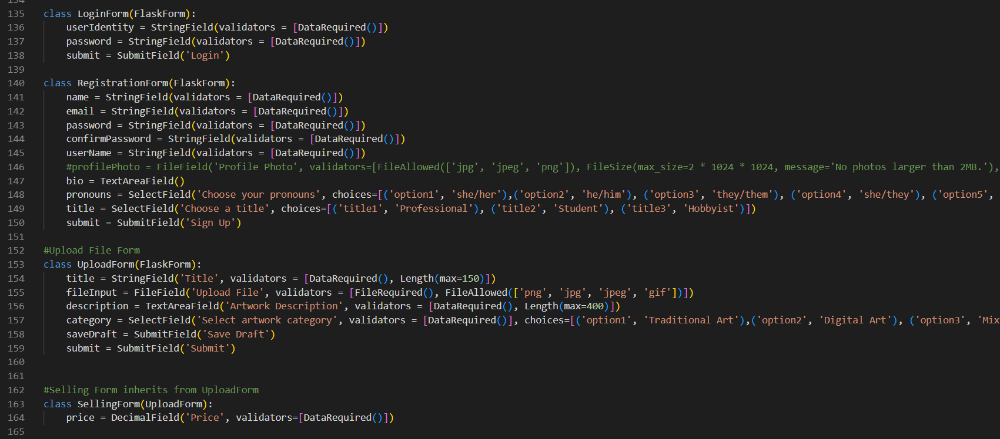 134
135 class LoginForm(FlaskForm):
136     userIdentity = StringField(validators = [DataRequired()])
137     password = StringField(validators = [DataRequired()])
138     submit = SubmitField('Login')
139
140 class RegistrationForm(FlaskForm):
141     name = StringField(validators = [DataRequired()])
142     email = StringField(validators = [DataRequired()])
143     password = StringField(validators = [DataRequired()])
144     confirmPassword = StringField(validators = [DataRequired()])
145     userName = StringField(validators = [DataRequired()])
146     #profilePhoto = FileField('Profile Photo', validators=[FileAllowed(['jpg', 'jpeg', 'png']), FileSize(max_size=2 * 1024 * 1024, message='No photos larger than 2MB.'),
147     bio = TextAreaField()
148     pronouns = SelectField('Choose your pronouns', choices=[('option1', 'she/her'),('option2', 'he/him'), ('option3', 'they/them'), ('option4', 'she/they'), ('option5',
149     title = SelectField('Choose a title', choices=[('title1', 'Professional'), ('title2', 'Student'), ('title3', 'Hobbyist')])
150     submit = SubmitField('Sign Up')
151
152 #Upload File Form
153 class UploadForm(FlaskForm):
154     title = StringField('Title', validators = [DataRequired(), Length(max=150)])
155     fileInput = FileField('Upload File', validators = [FileRequired(), FileAllowed(['png', 'jpg', 'jpeg', 'gif'])])
156     description = TextAreaField('Artwork Description', validators = [DataRequired(), Length(max=400)])
157     category = SelectField('Select artwork category', validators = [DataRequired()], choices=[('option1', 'Traditional Art'),('option2', 'Digital Art'), ('option3', 'Mix
158     saveDraft = SubmitField('Save Draft')
159     submit = SubmitField('Submit')
160
161
162 #Selling Form inherits from UploadForm
163 class SellingForm(UploadForm):
164     price = DecimalField('Price', validators=[DataRequired()])
165